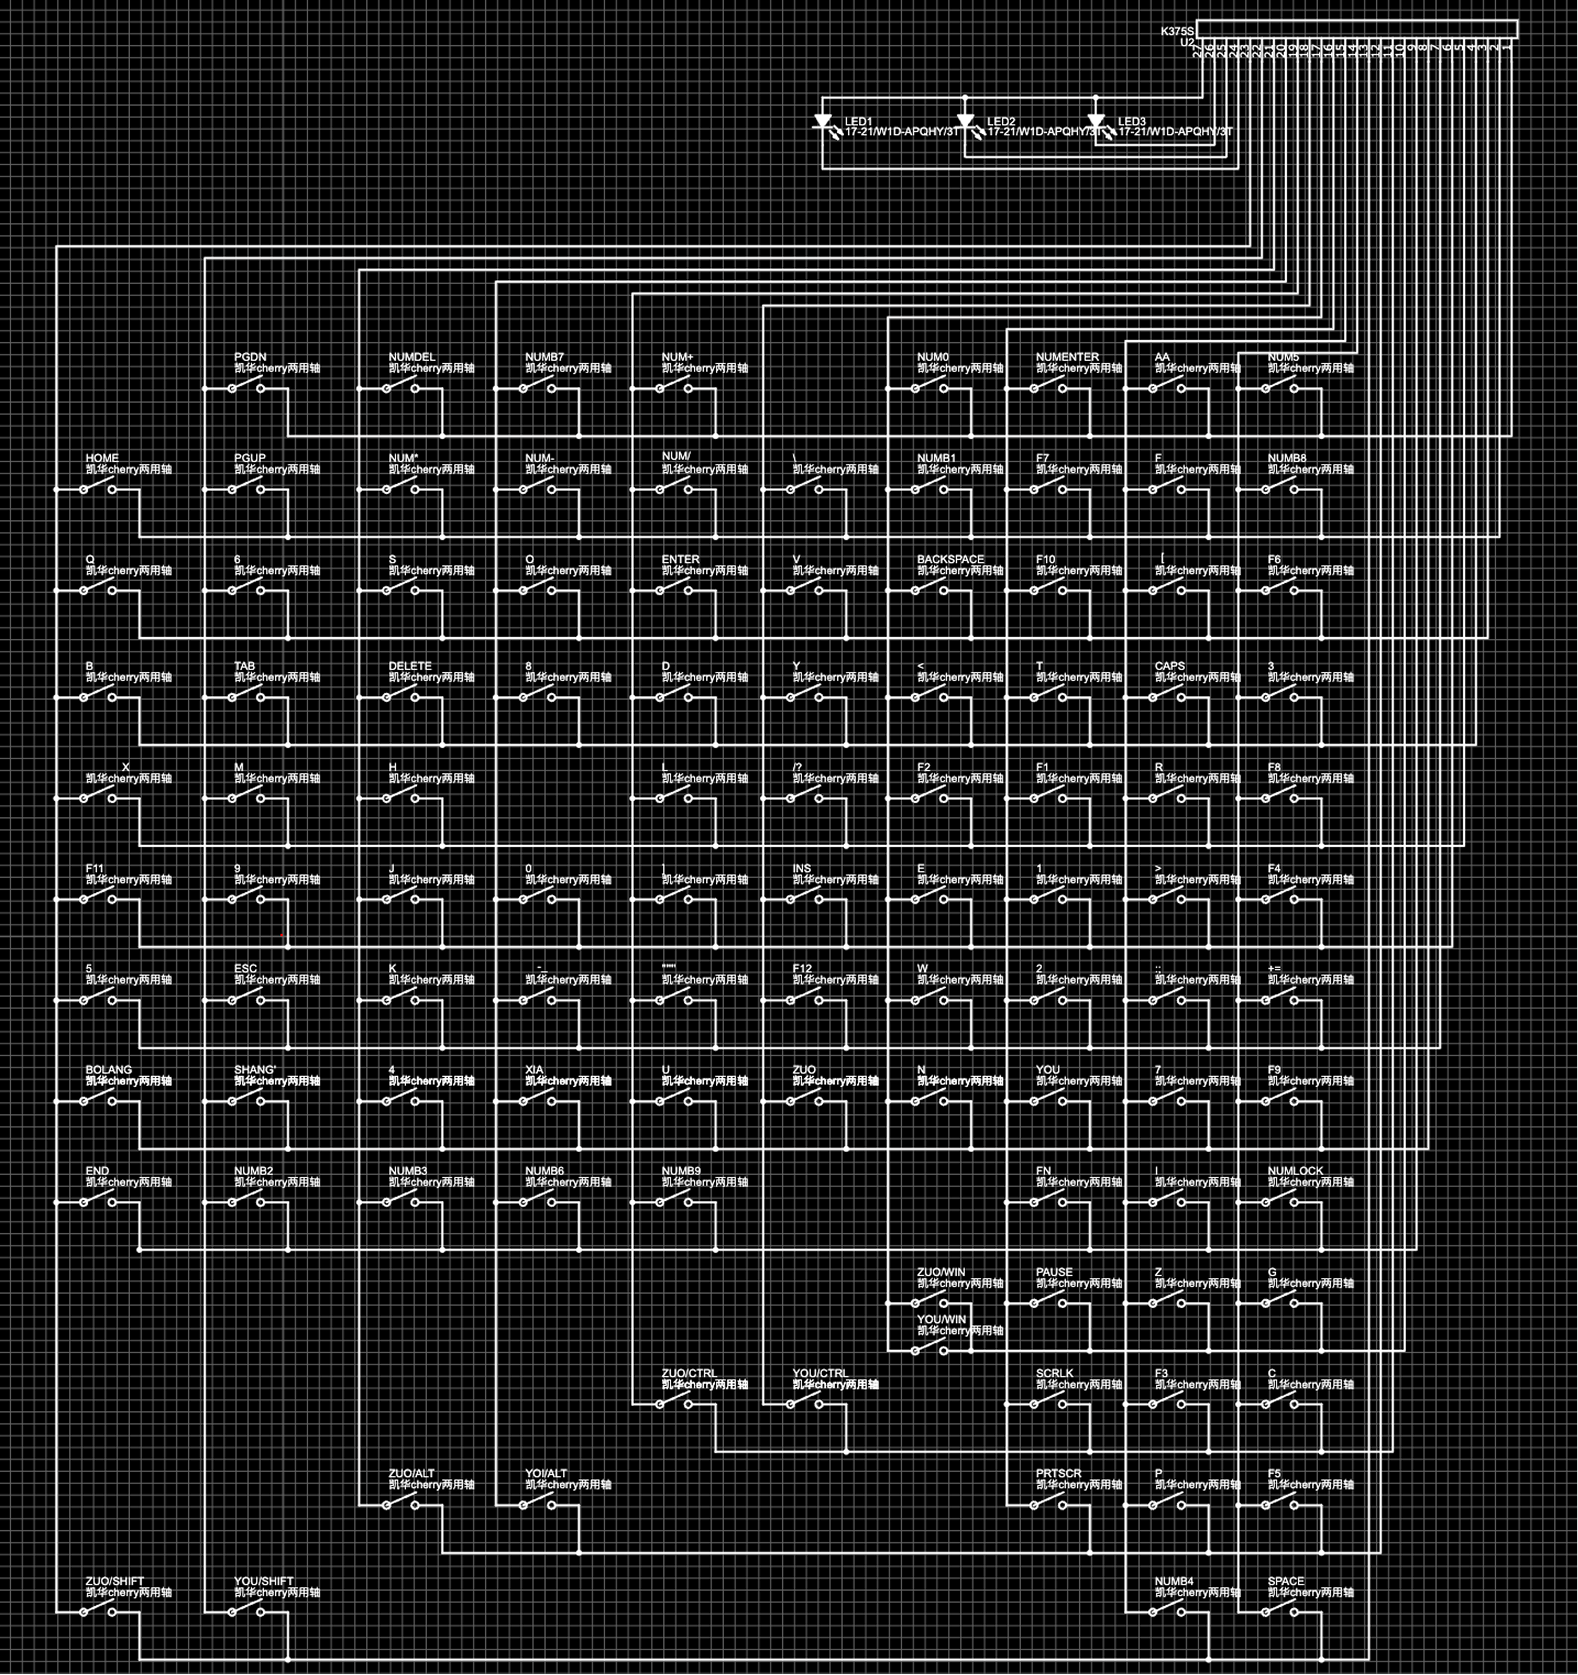 K375S
U2
27 26 25 24 23 22 21 20 19 18 17 16 15 14 13 12 11 10 9 8 7 6 5 4 3 2 1
LED1 LED2 LED3
17-21/W1D-APQHY/3T 17-21/W1D-APQHY/3T 17-21/W1D-APQHY/3T
PGDN NUMDEL NUMB7 NUM+ NUM0 NUMENTER AA NUM5
凯华cherry两用轴 凯华cherry两用轴 凯华cherry两用轴 凯华cherry两用轴 凯华cherry两用轴 凯华cherry两用轴 凯华cherry两用轴 凯华cherry两用轴
HOME PGUP NUM* NUM- NUM/ \ NUMB1 F7 F NUMB8
凯华cherry两用轴 凯华cherry两用轴 凯华cherry两用轴 凯华cherry两用轴 凯华cherry两用轴 凯华cherry两用轴 凯华cherry两用轴 凯华cherry两用轴 凯华cherry两用轴 凯华cherry两用轴
Q 6 S O ENTER V BACKSPACE F10 [ F6
凯华cherry两用轴 凯华cherry两用轴 凯华cherry两用轴 凯华cherry两用轴 凯华cherry两用轴 凯华cherry两用轴 凯华cherry两用轴 凯华cherry两用轴 凯华cherry两用轴 凯华cherry两用轴
B TAB DELETE 8 D Y < T CAPS 3
凯华cherry两用轴 凯华cherry两用轴 凯华cherry两用轴 凯华cherry两用轴 凯华cherry两用轴 凯华cherry两用轴 凯华cherry两用轴 凯华cherry两用轴 凯华cherry两用轴 凯华cherry两用轴
X M H L /? F2 F1 R F8
凯华cherry两用轴 凯华cherry两用轴 凯华cherry两用轴 凯华cherry两用轴 凯华cherry两用轴 凯华cherry两用轴 凯华cherry两用轴 凯华cherry两用轴 凯华cherry两用轴
F11 9 J 0 ] INS E 1 > F4
凯华cherry两用轴 凯华cherry两用轴 凯华cherry两用轴 凯华cherry两用轴 凯华cherry两用轴 凯华cherry两用轴 凯华cherry两用轴 凯华cherry两用轴 凯华cherry两用轴 凯华cherry两用轴
5 ESC K -_ """ F12 W 2 :: +=
凯华cherry两用轴 凯华cherry两用轴 凯华cherry两用轴 凯华cherry两用轴 凯华cherry两用轴 凯华cherry两用轴 凯华cherry两用轴 凯华cherry两用轴 凯华cherry两用轴 凯华cherry两用轴
BOLANG SHANG' 4 XIA U ZUO N YOU 7 F9
凯华cherry两用轴 凯华cherry两用轴 凯华cherry两用轴 凯华cherry两用轴 凯华cherry两用轴 凯华cherry两用轴 凯华cherry两用轴 凯华cherry两用轴 凯华cherry两用轴 凯华cherry两用轴
END NUMB2 NUMB3 NUMB6 NUMB9 FN I NUMLOCK
凯华cherry两用轴 凯华cherry两用轴 凯华cherry两用轴 凯华cherry两用轴 凯华cherry两用轴 凯华cherry两用轴 凯华cherry两用轴 凯华cherry两用轴
ZUO/WIN PAUSE Z G
凯华cherry两用轴 凯华cherry两用轴 凯华cherry两用轴 凯华cherry两用轴
YOU/WIN
凯华cherry两用轴
ZUO/CTRL YOU/CTRL SCRLK F3 C
凯华cherry两用轴 凯华cherry两用轴 凯华cherry两用轴 凯华cherry两用轴 凯华cherry两用轴
ZUO/ALT YOI/ALT PRTSCR P F5
凯华cherry两用轴 凯华cherry两用轴 凯华cherry两用轴 凯华cherry两用轴 凯华cherry两用轴
ZUO/SHIFT YOU/SHIFT NUMB4 SPACE
凯华cherry两用轴 凯华cherry两用轴 凯华cherry两用轴 凯华cherry两用轴